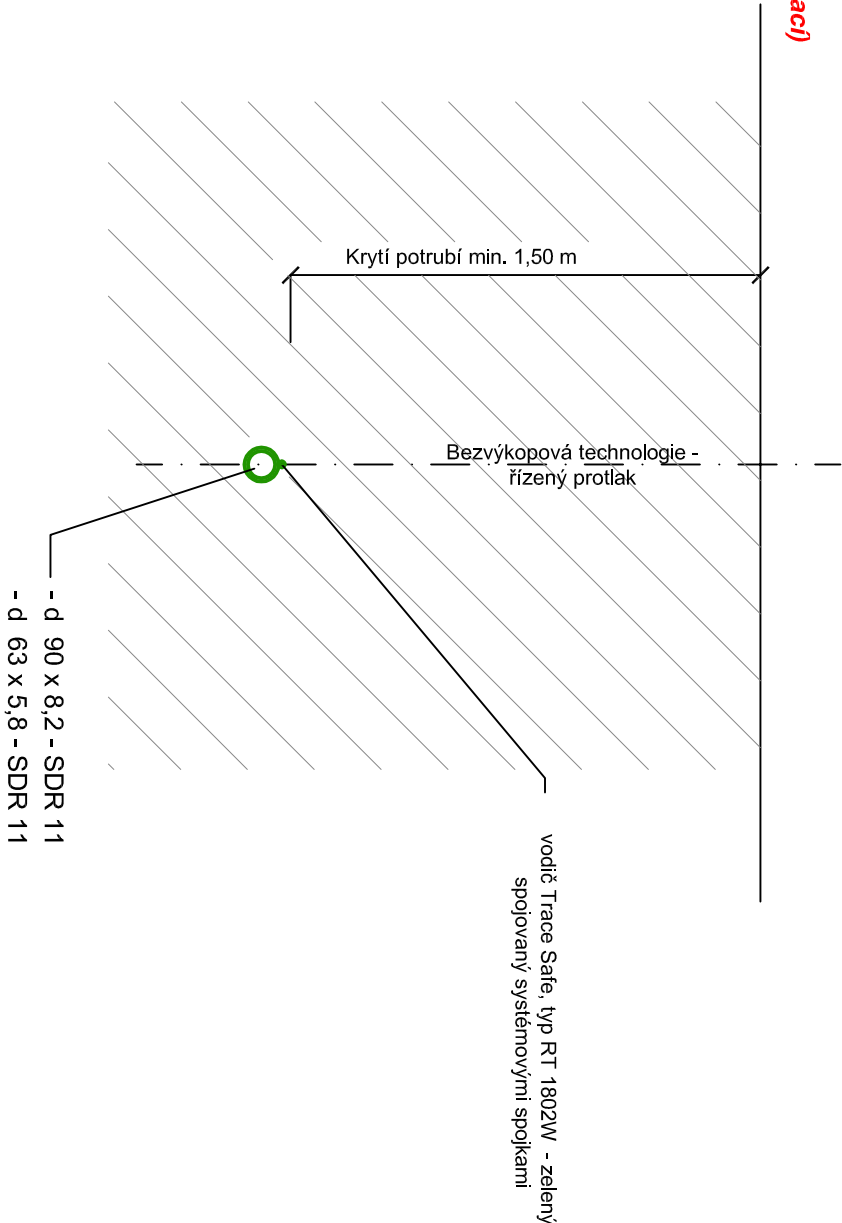 ací)
Krytí potrubí min. 1,50 m
Bezvýkopová technologie -
řízený protlak
vodič Trace Safe, typ RT 1802W - zelený
spojovaný systémovými spojkami
- d 90 x 8,2 - SDR 11
- d 63 x 5,8 - SDR 11